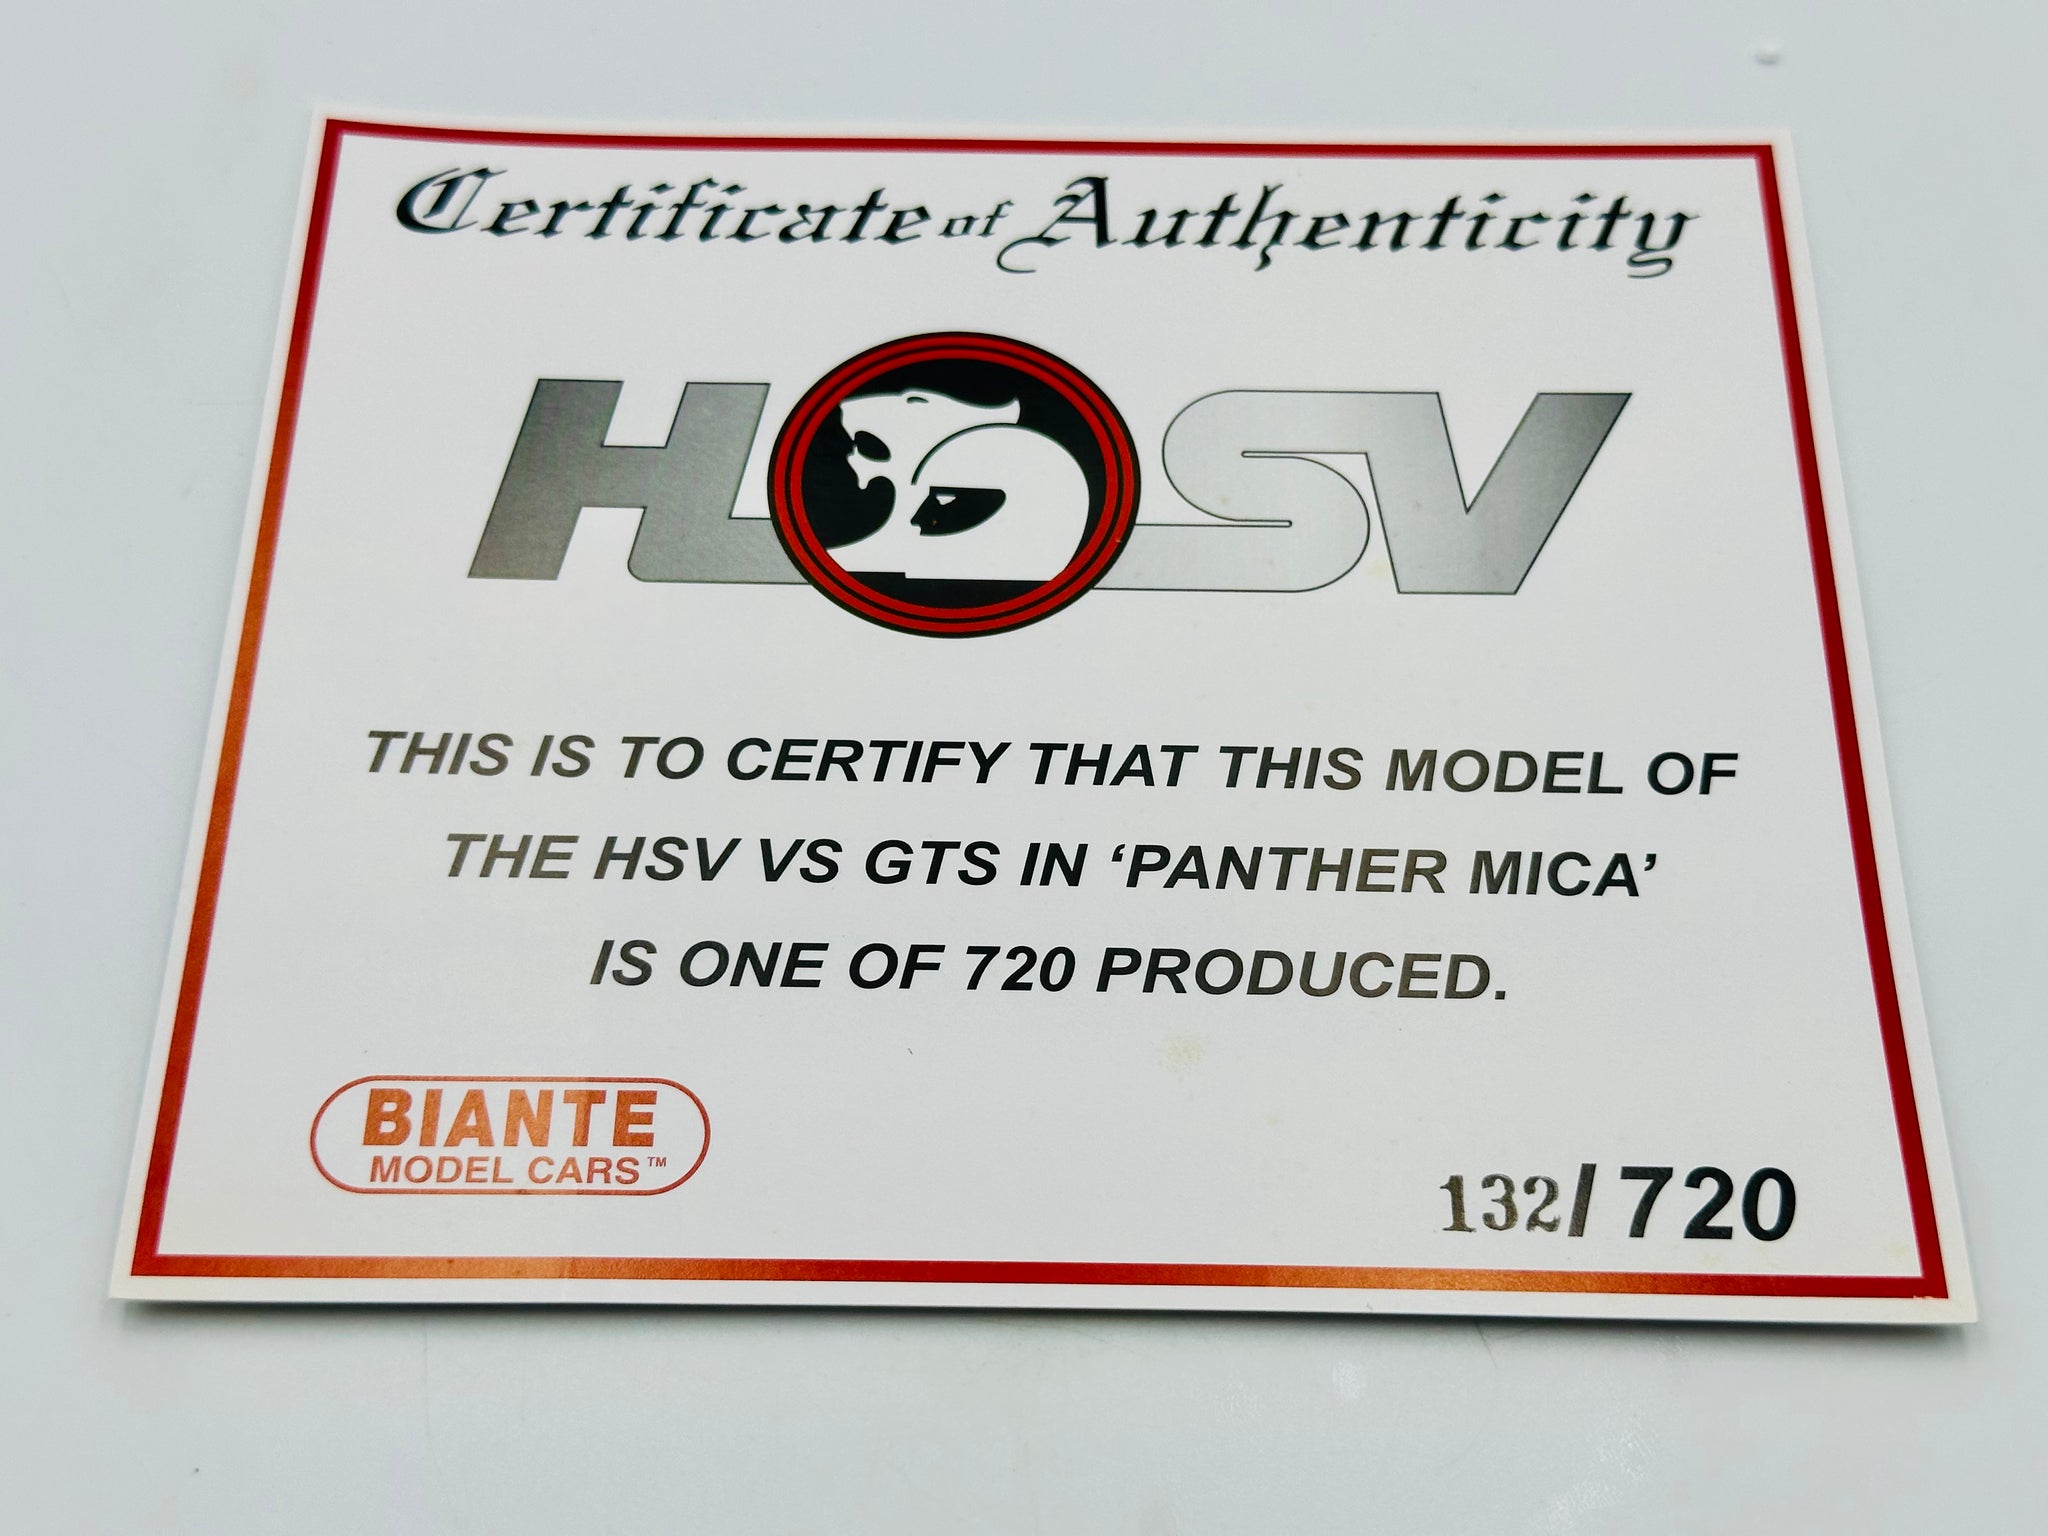 Certificate of Authenticity
HSV
THIS IS TO CERTIFY THAT THIS MODEL OF
THE HSV VS GTS IN ‘PANTHER MICA’
IS ONE OF 720 PRODUCED.
BIANTE
MODEL CARS™
132/720